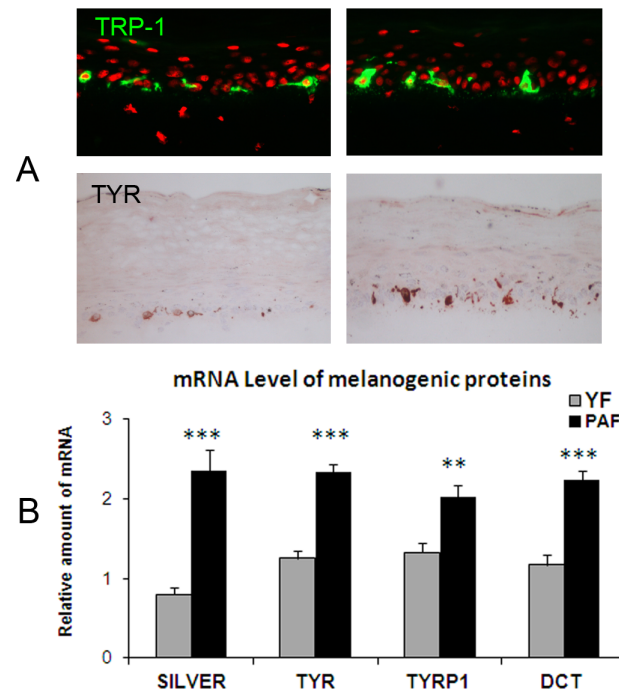 TRP-1
A
TYR
mRNA Level of melanogenic proteins
YF
PAF
3
2
1
0
Relative amount of mRNA
B
***
***
**
***
SILVER TYR TYRP1 DCT